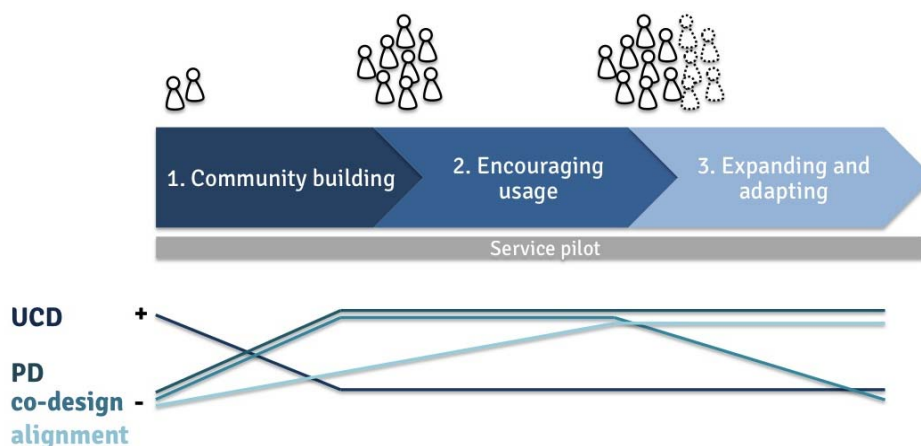 1. Community building
2. Encouraging
usage
3. Expanding and
adapting
Service pilot
UCD +
PD
co-design -
alignment